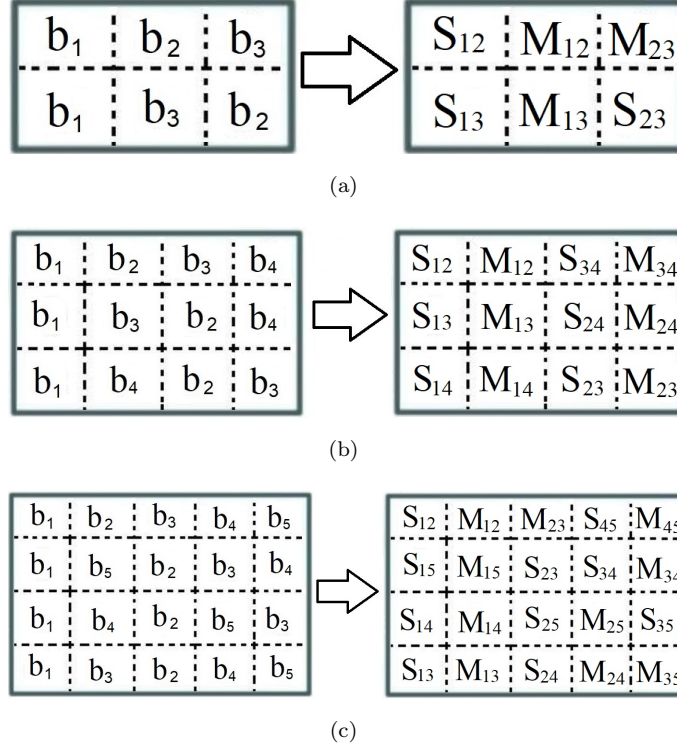 b₁ b₂ b₃ S₁₂ M₁₂ M₂₃
b₁ b₃ b₂ S₁₃ M₁₃ S₂₃
(a)
b₁ b₂ b₃ b₄ S₁₂ M₁₂ S₃₄ M₃₄
b₁ b₃ b₂ b₄ S₁₃ M₁₃ S₂₄ M₂₄
b₁ b₄ b₂ b₃ S₁₄ M₁₄ S₂₃ M₂₃
(b)
b₁ b₂ b₃ b₄ b₅ S₁₂ M₁₂ M₂₃ S₄₅ M₄₅
b₁ b₅ b₂ b₃ b₄ S₁₅ M₁₅ S₂₃ S₃₄ M₃₄
b₁ b₄ b₂ b₅ b₃ S₁₄ M₁₄ S₂₅ M₂₅ S₃₅
b₁ b₃ b₂ b₄ b₅ S₁₃ M₁₃ S₂₄ M₂₄ M₃₅
(c)